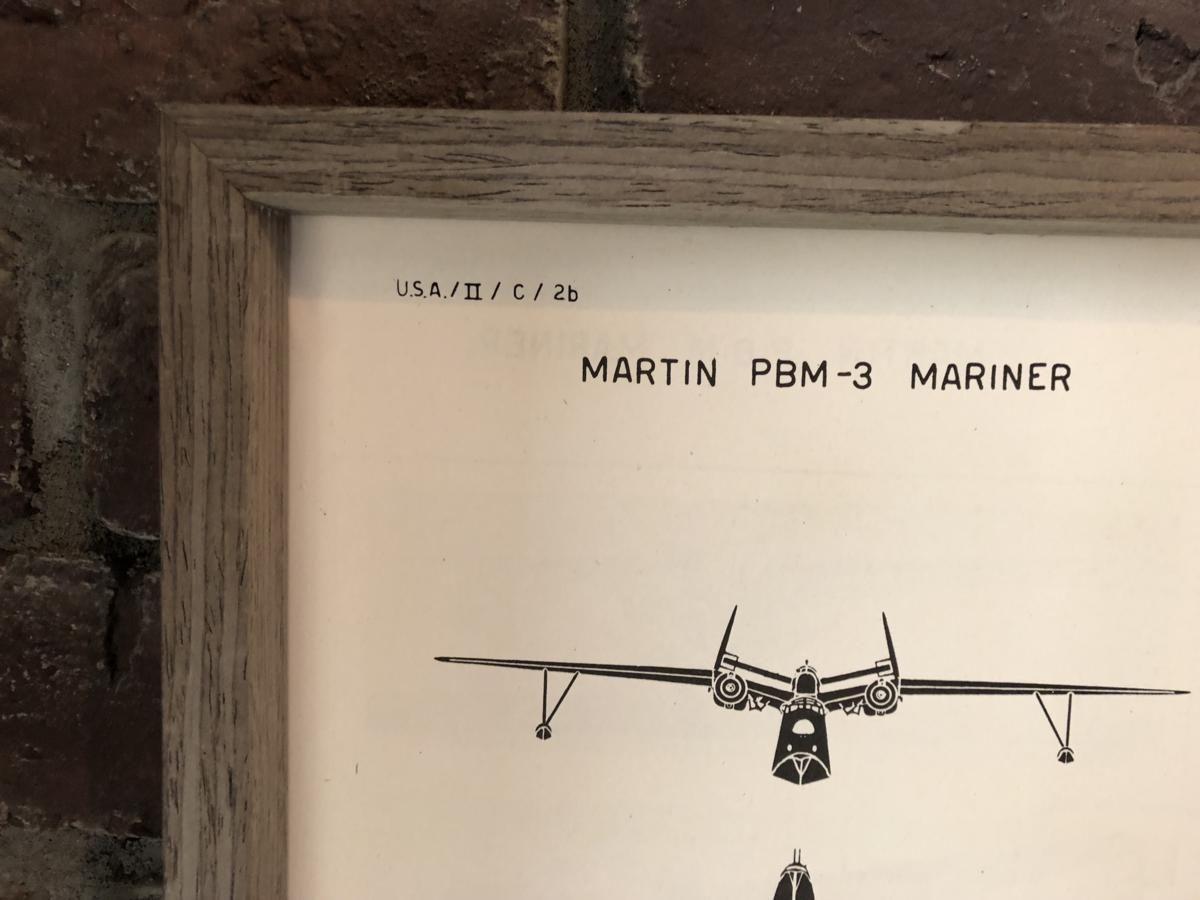 U.S.A./II/ C / 2b
MARTIN PBM-3 MARINER